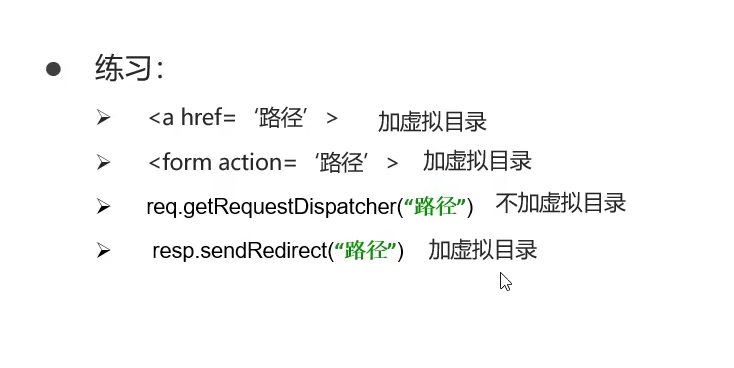 练习：
<a href=‘路径’> 加虚拟目录
<form action=‘路径’> 加虚拟目录
req.getRequestDispatcher(“路径”) 不加虚拟目录
resp.sendRedirect(“路径”) 加虚拟目录